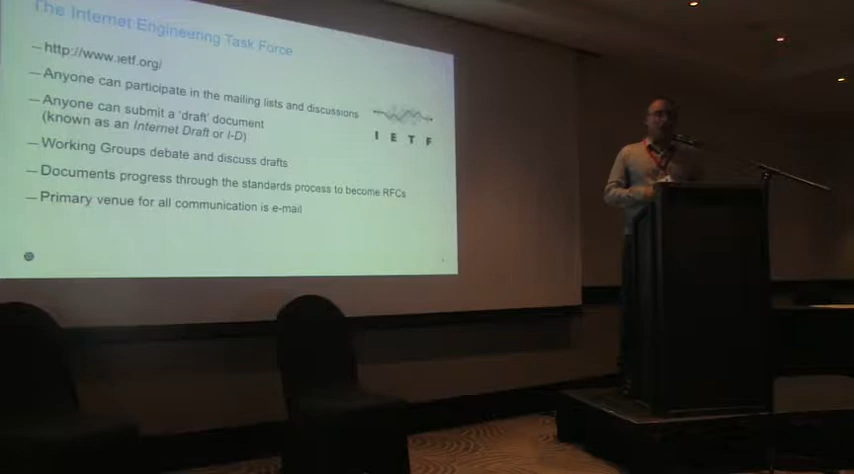 The Internet Engineering Task Force
– http://www.ietf.org/
– Anyone can participate in the mailing lists and discussions
– Anyone can submit a 'draft' document
(known as an Internet Draft or I-D)
– Working Groups debate and discuss drafts
– Documents progress through the standards process to become RFCs
– Primary venue for all communication is e-mail
I E T F